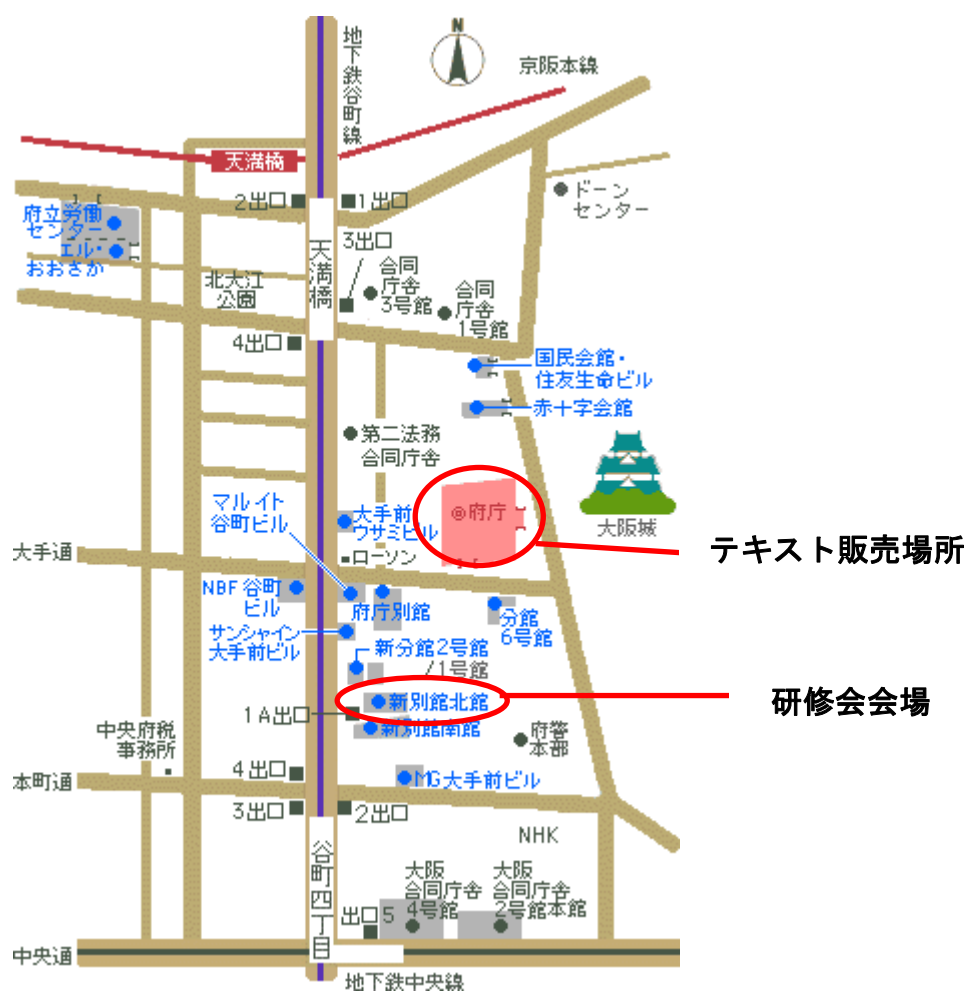 N
地下鉄谷町線
京阪本線
天満橋
2出口
1出口
ドーン
センター
府立労働
センター
エル・
おおさか
天満橋
3出口
合同
庁舎
3号館
合同
庁舎
1号館
北大江
公園
4出口
国民会館・
住友生命ビル
赤十字会館
第二法務
合同庁舎
マルイト
谷町ビル
大手前
ウサミビル
府庁
大阪城
大手通
ローソン
テキスト販売場所
NBF谷町
ビル
府庁別館
分館
6号館
サンシャイン
大手前ビル
新分館2号館
/1号館
新別館北館
研修会会場
1A出口
新別館南館
中央府税
事務所
府警
本部
4出口
本町通
MG大手前ビル
3出口
2出口
NHK
谷町四丁目
大阪
合同庁舎
4号館
大阪
合同庁舎
2号館本館
出口5
中央通
地下鉄中央線